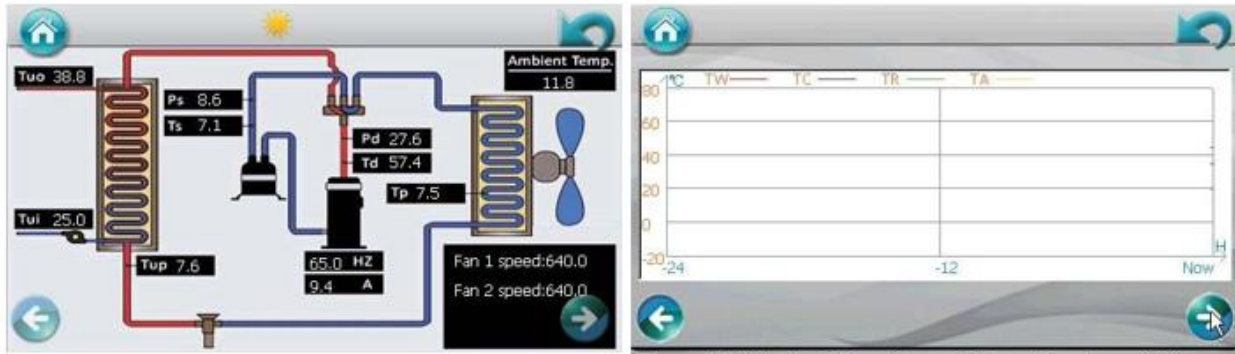 Tuo 38.8
Ambient Temp.
11.8
Ps 8.6
Ts 7.1
Pd 27.6
Td 57.4
Tp 7.5
Tui 25.0
Tup 7.6
65.0 HZ
9.4 A
Fan 1 speed:640.0
Fan 2 speed:640.0
°C TW TC TR TA
80
60
40
20
0
-20
-24 -12 Now
H